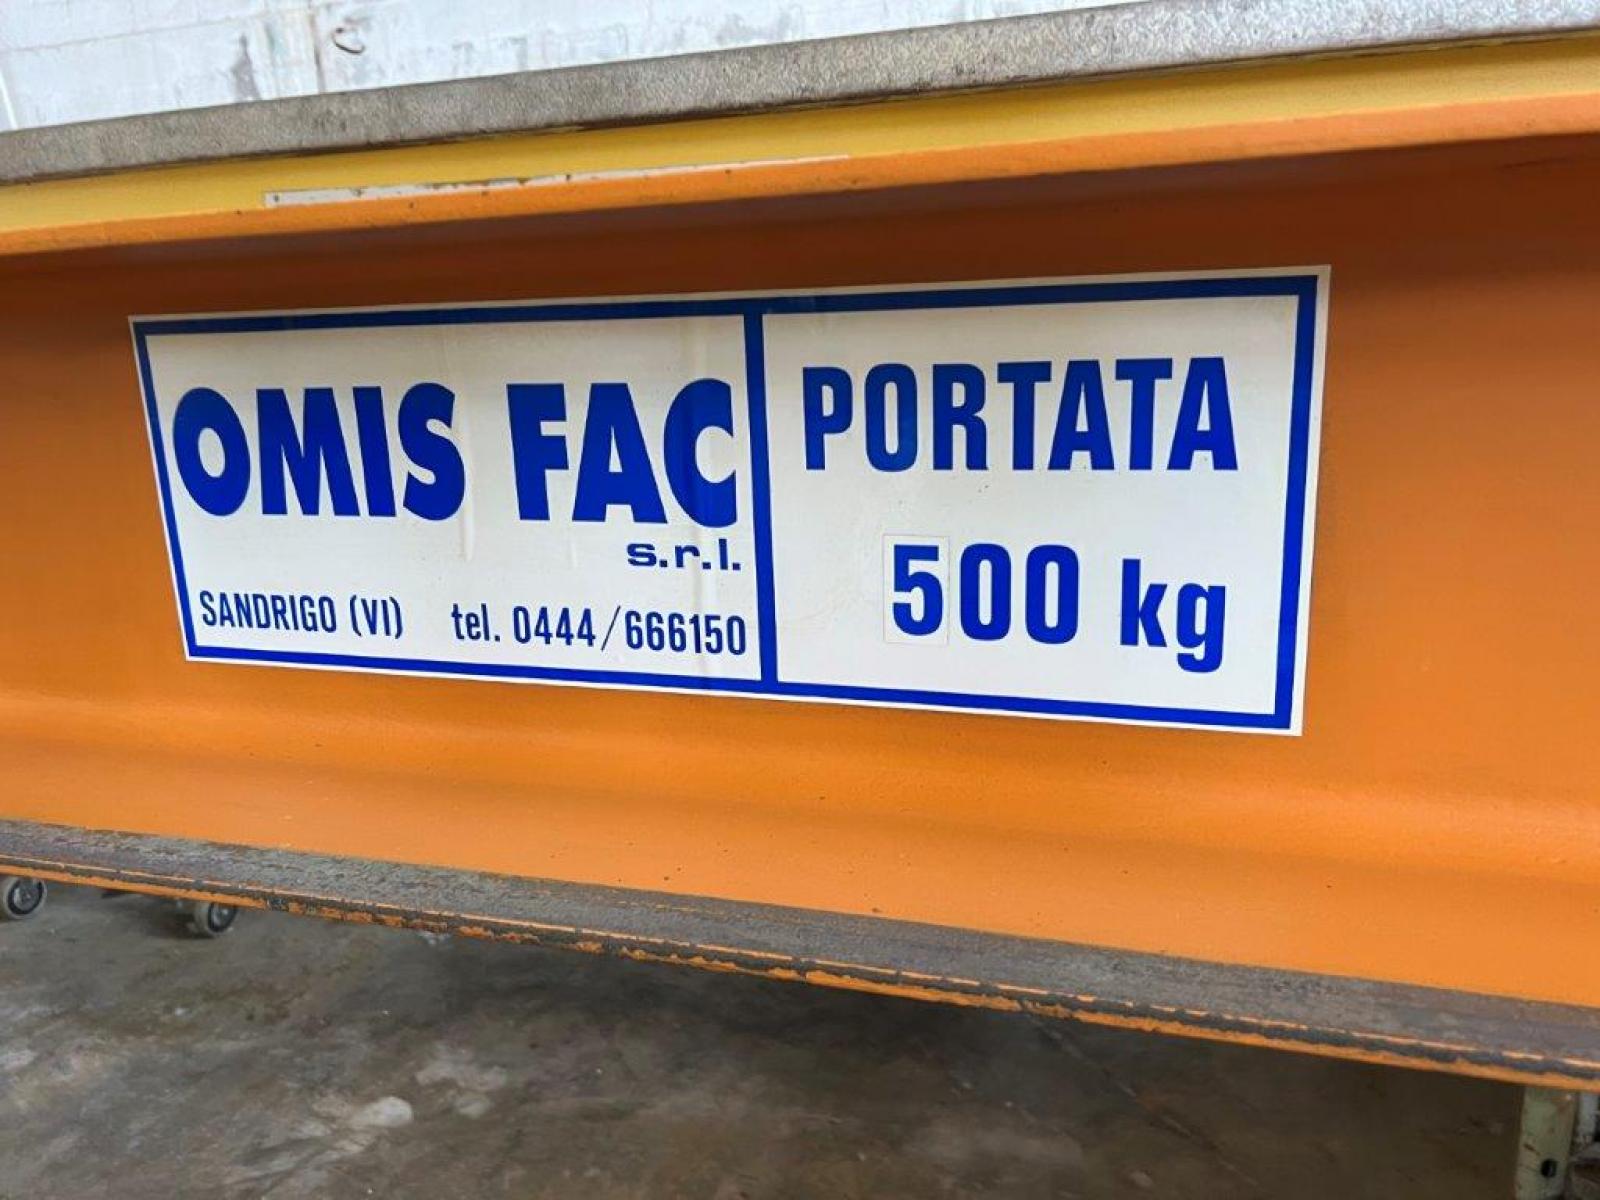 OMIS FAC
s.r.l.
SANDRIGO (VI) tel. 0444/666150
PORTATA
500 kg